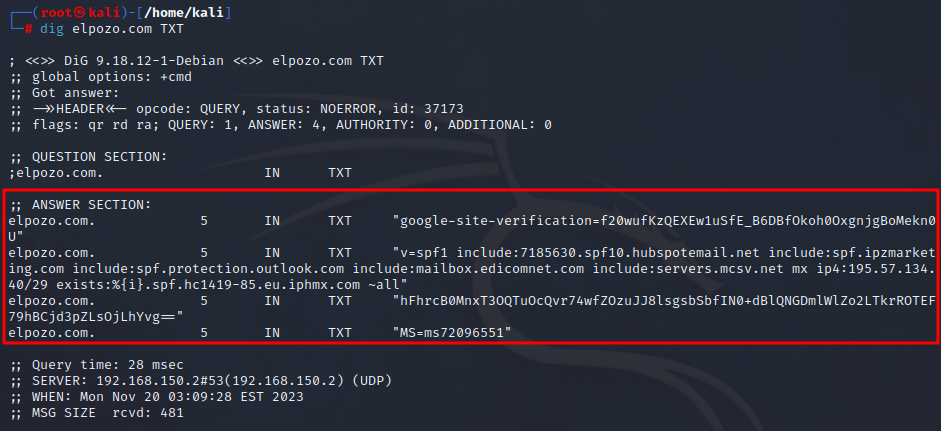 ┌──(root㉿kali)-[/home/kali]
└─# dig elpozo.com TXT
; <<>> DiG 9.18.12-1-Debian <<>> elpozo.com TXT
;; global options: +cmd
;; Got answer:
;; ->>HEADER<<- opcode: QUERY, status: NOERROR, id: 37173
;; flags: qr rd ra; QUERY: 1, ANSWER: 4, AUTHORITY: 0, ADDITIONAL: 0
;; QUESTION SECTION:
;elpozo.com. IN TXT
;; ANSWER SECTION:
elpozo.com. 5 IN TXT "google-site-verification=f20wufKzQEXEw1uSfE_B6DBfOkoh0OxgnjgBoMekn0
U"
elpozo.com. 5 IN TXT "v=spf1 include:7185630.spf10.hubspotemail.net include:spf.ipzmarket
ing.com include:spf.protection.outlook.com include:mailbox.edicomnet.com include:servers.mcsv.net mx ip4:195.57.134.
40/29 exists:%{i}.spf.hc1419-85.eu.iphmx.com ~all"
elpozo.com. 5 IN TXT "hFhrcB0MnxT3OQTuOcQvr74wfZOzuJJ8lsgsbSbfIN0+dBlQNGDmlWlZo2LTkrROTEF
79hBCjd3pZLsOjLhYvg=="
elpozo.com. 5 IN TXT "MS=ms72096551"
;; Query time: 28 msec
;; SERVER: 192.168.150.2#53(192.168.150.2) (UDP)
;; WHEN: Mon Nov 20 03:09:28 EST 2023
;; MSG SIZE rcvd: 481